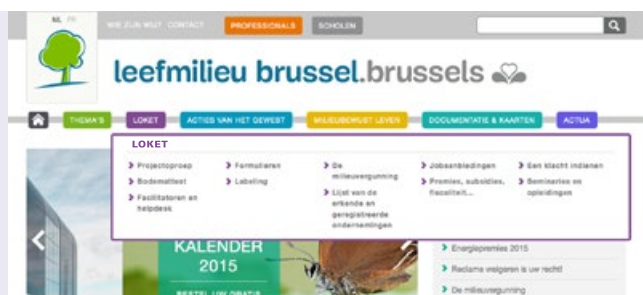 NL FR
WIE ZIJN WIJ? CONTACT PROFESSIONALS SCHOLEN
leefmilieu brussel.brussels
THEMA'S LOKET ACTIES VAN HET GEWEST MILIEUBEWUST LEVEN DOCUMENTATIE & KAARTEN ACTUA
LOKET
Projectoproep
Bodemattest
Facilitatoren en
helpdesk
Formulieren
Labeling
De
milieuvergunning
Lijst van de
erkende en
geregistreerde
ondernemingen
Jobaanbiedingen
Premies, subsidies,
fiscaliteit...
Een klacht indienen
Seminaries en
opleidingen
KALENDER
2015
BESTEL UW GRATIS
Energiepremies 2015
Reclame weigeren is uw recht!
De milieuvergunning